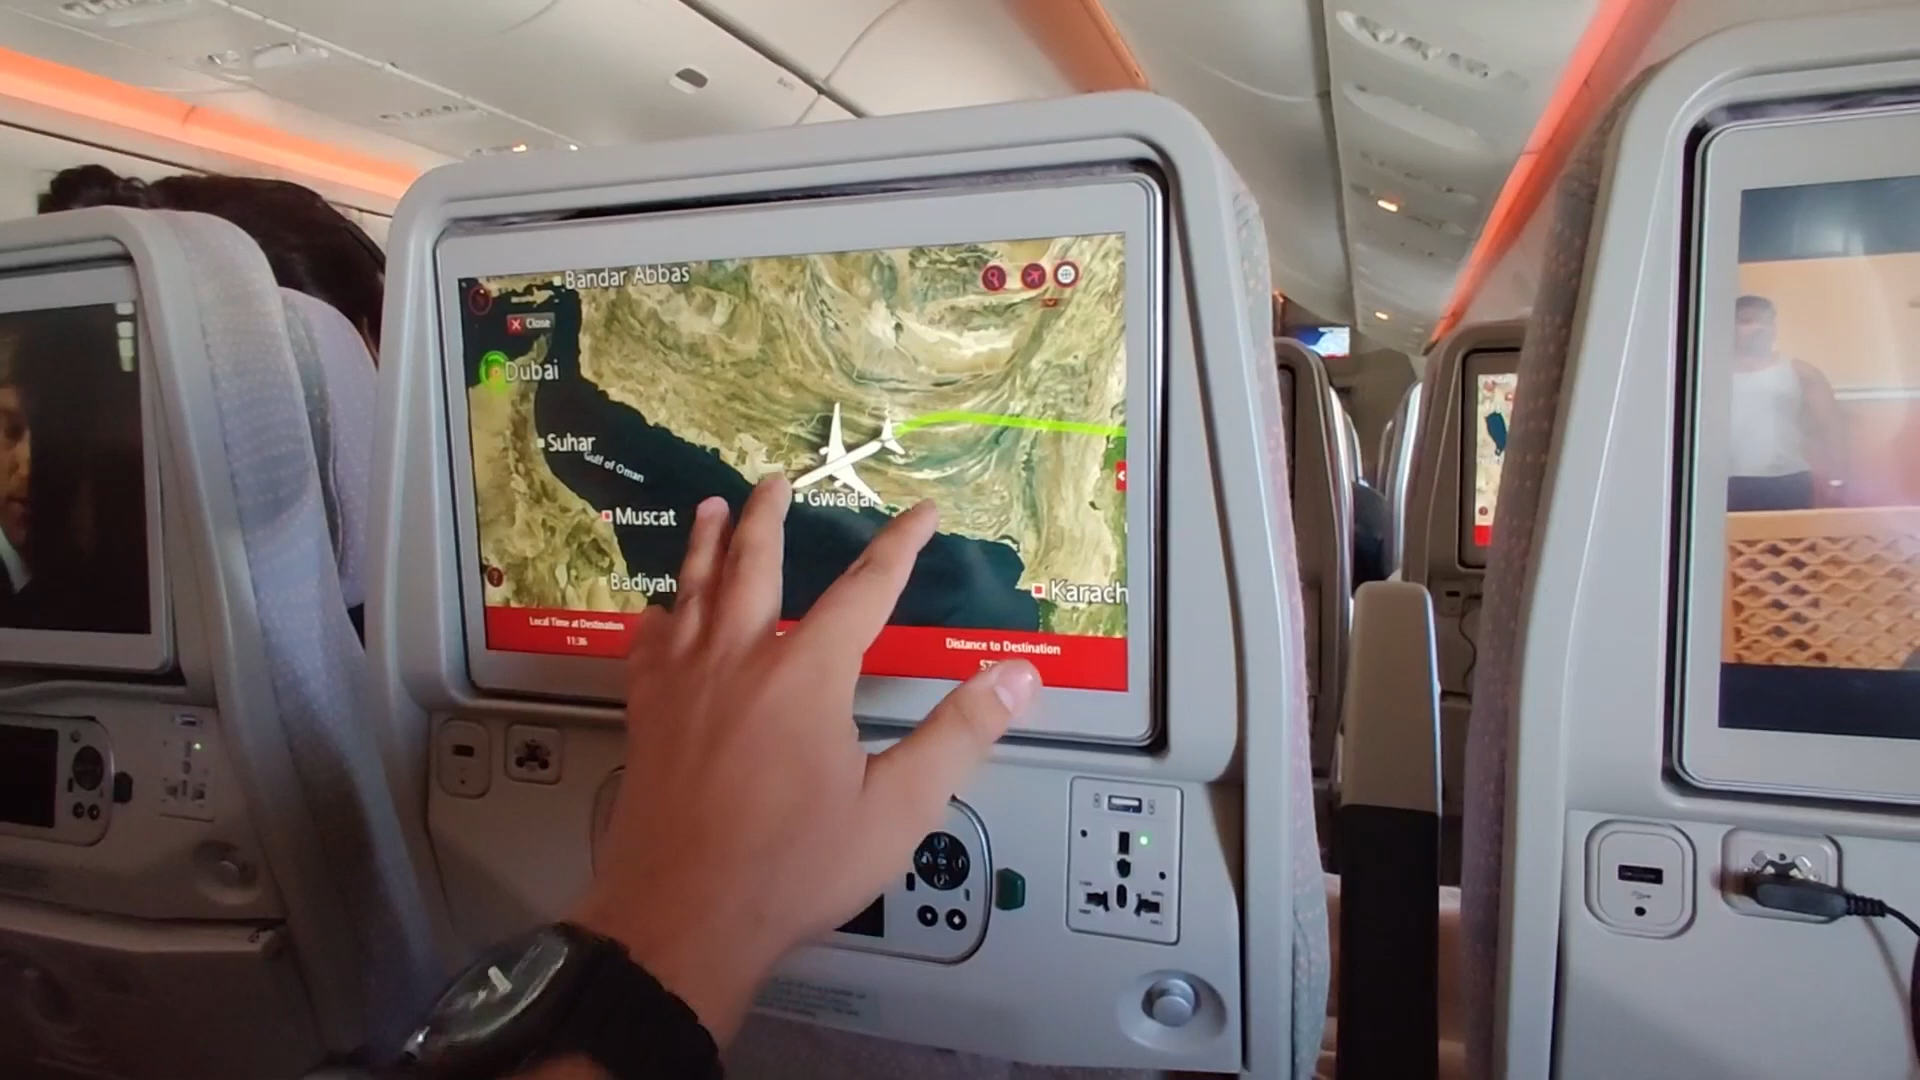 Bandar Abbas
Close
Dubai
Suhar
Gulf of Oman
Gwadar
Muscat
Badiyah
Karach
Local Time at Destination
11:36
Distance to Destination